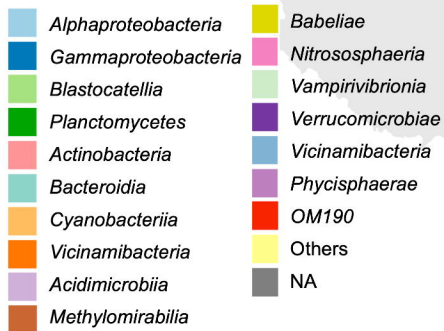 Alphaproteobacteria
Gammaproteobacteria
Blastocatellia
Planctomycetes
Actinobacteria
Bacteroidia
Cyanobacteriia
Vicinamibacteria
Acidimicrobiia
Methylomirabilia
Babeliae
Nitrososphaeria
Vampirivibrionia
Verrucomicrobiae
Vicinamibacteria
Phycisphaerae
OM190
Others
NA